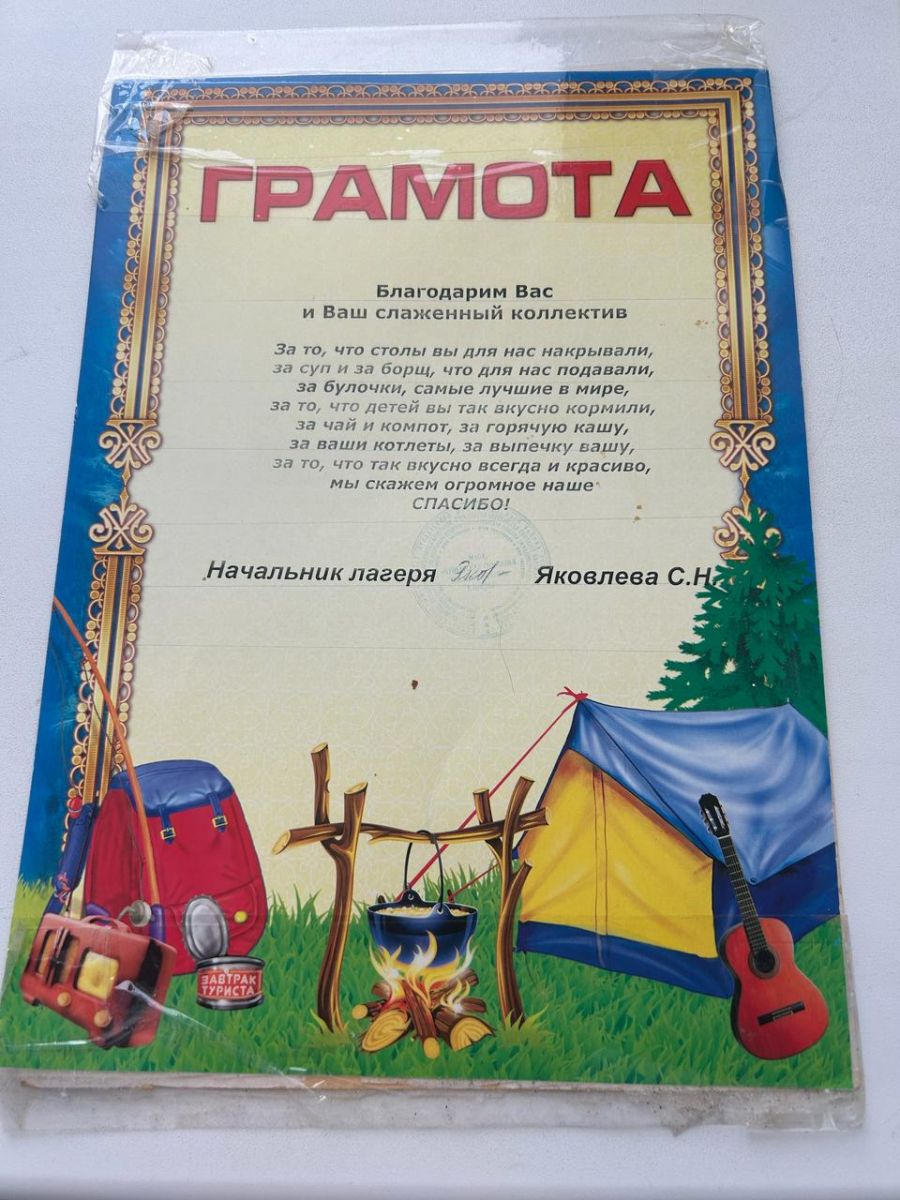 ГРАМОТА
Благодарим Вас
и Ваш слаженный коллектив
За то, что столы вы для нас накрывали,
за суп и за борщ, что для нас подавали,
за булочки, самые лучшие в мире,
за то, что детей вы так вкусно кормили,
за чай и компот, за горячую кашу,
за ваши котлеты, за выпечку вашу,
за то, что так вкусно всегда и красиво,
мы скажем огромное наше
СПАСИБО!
Начальник лагеря Яковлева С.Н.
ЗАВТРАК
ТУРИСТА